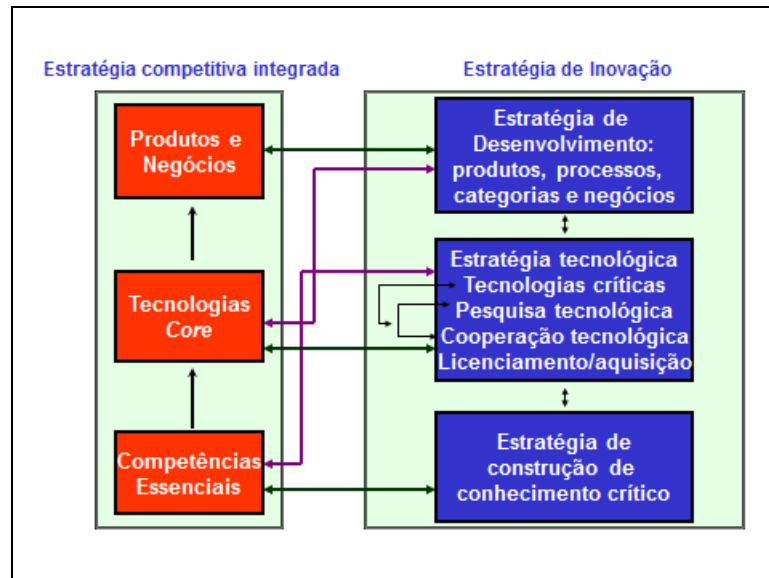 Estratégia competitiva integrada
Estratégia de Inovação
Produtos e
Negócios
Tecnologias
Core
Competências
Essenciais
Estratégia de
Desenvolvimento:
produtos, processos,
categorias e negócios
Estratégia tecnológica
Tecnologias críticas
Pesquisa tecnológica
Cooperação tecnológica
Licenciamento/aquisição
Estratégia de
construção de
conhecimento crítico